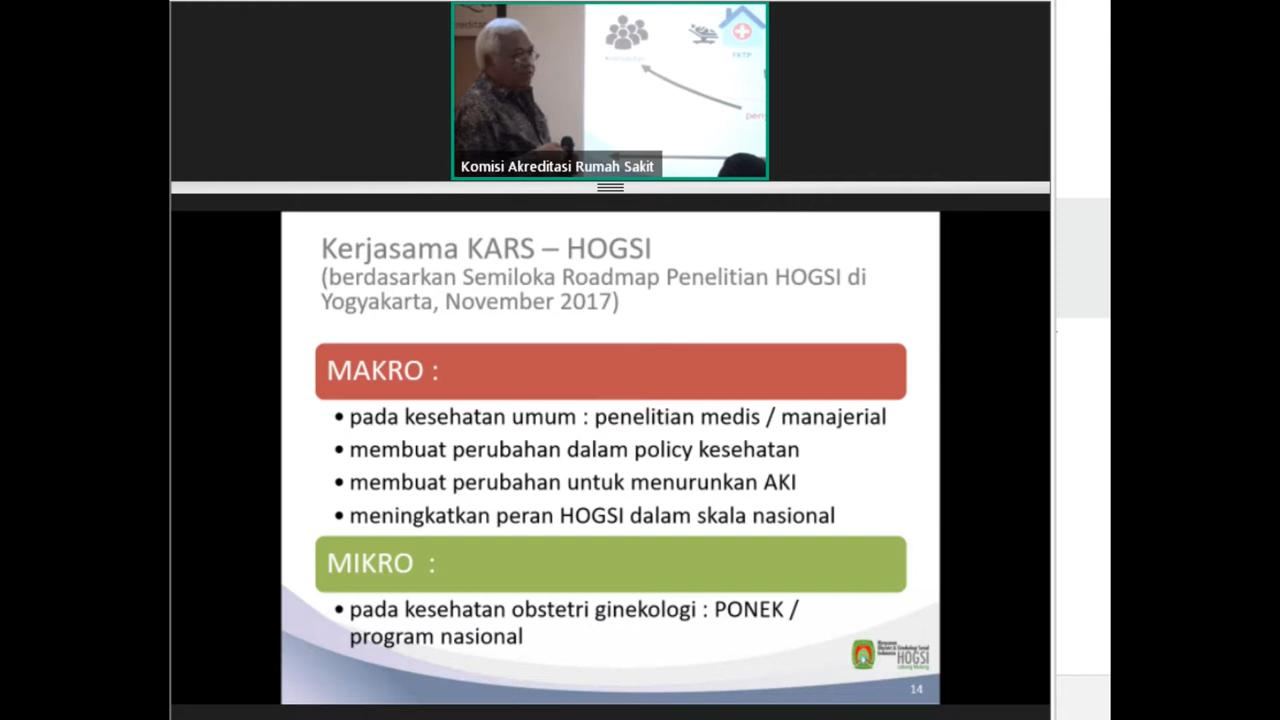 FKTP
Komisi Akreditasi Rumah Sakit
Kerjasama KARS – HOGSI
(berdasarkan Semiloka Roadmap Penelitian HOGSI di
Yogyakarta, November 2017)
MAKRO :
• pada kesehatan umum : penelitian medis / manajerial
• membuat perubahan dalam policy kesehatan
• membuat perubahan untuk menurunkan AKI
• meningkatkan peran HOGSI dalam skala nasional
MIKRO :
• pada kesehatan obstetri ginekologi : PONEK /
program nasional
HOGSI
14